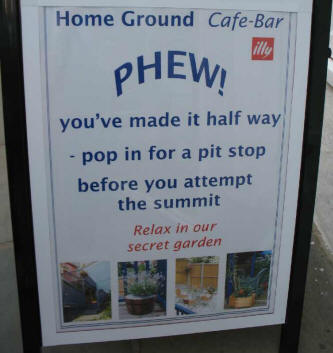 Home Ground Cafe-Bar
illy
PHEW!
you've made it half way
- pop in for a pit stop
before you attempt
the summit
Relax in our
secret garden